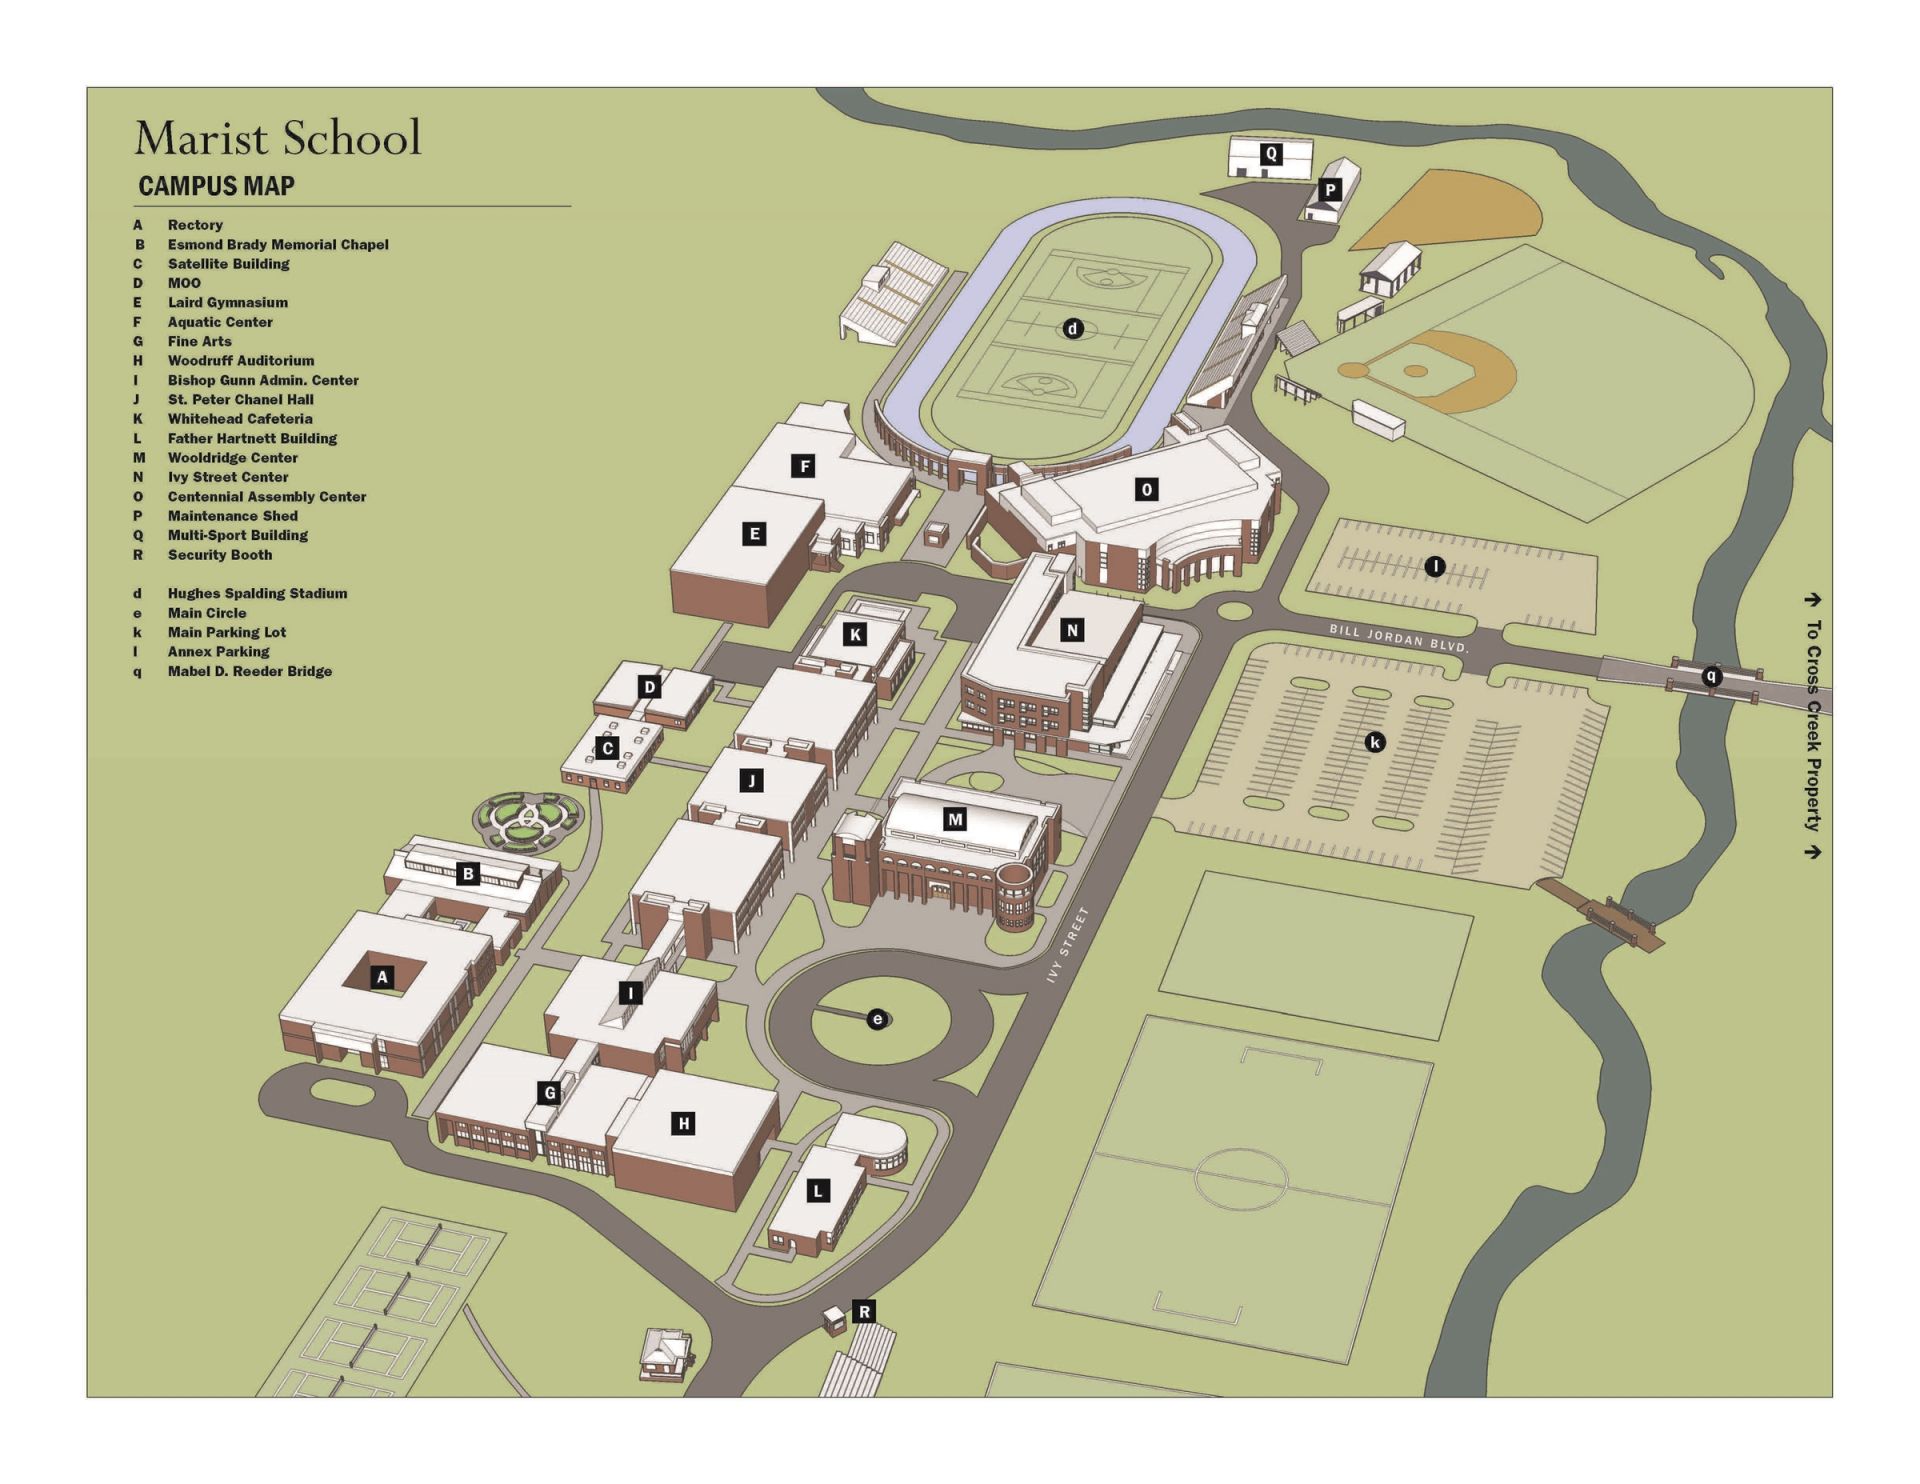 Marist School
CAMPUS MAP
A Rectory
B Esmond Brady Memorial Chapel
C Satellite Building
D MOO
E Laird Gymnasium
F Aquatic Center
G Fine Arts
H Woodruff Auditorium
I Bishop Gunn Admin. Center
J St. Peter Chanel Hall
K Whitehead Cafeteria
L Father Hartnett Building
M Wooldridge Center
N Ivy Street Center
O Centennial Assembly Center
P Maintenance Shed
Q Multi-Sport Building
R Security Booth
d Hughes Spalding Stadium
e Main Circle
k Main Parking Lot
l Annex Parking
q Mabel D. Reeder Bridge
Q
P
d
F
O
E
l
N
K
BILL JORDAN BLVD.
q
D
k
C
J
M
B
A
I
e
IVY STREET
G
H
L
R
→ To Cross Creek Property →